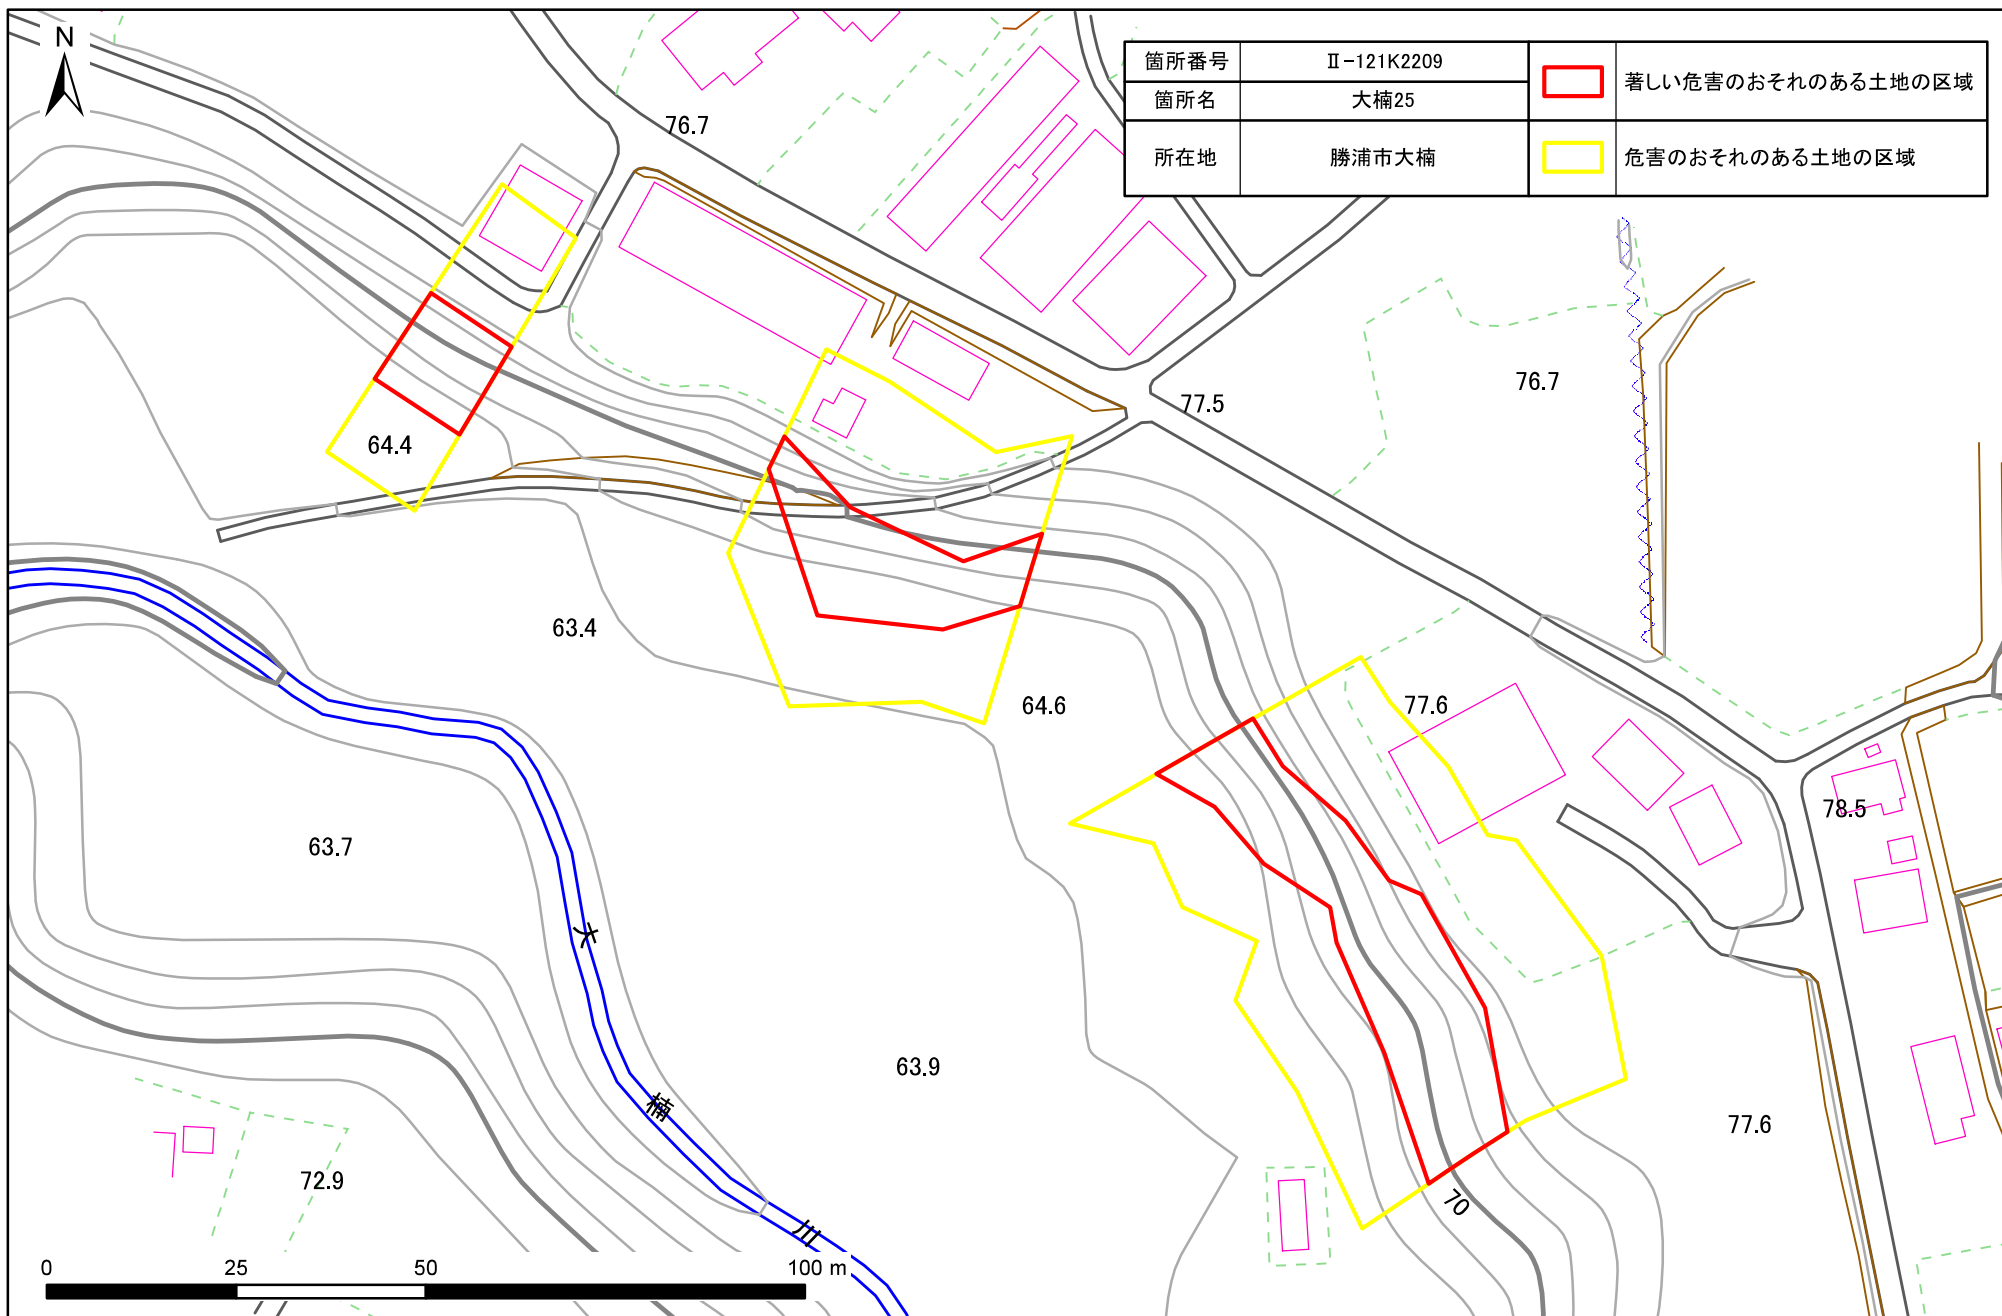 N
箇所番号 Ⅱ-121K2209
箇所名 大楠25
所在地 勝浦市大楠
著しい危害のおそれのある土地の区域
危害のおそれのある土地の区域
76.7
76.7
77.5
64.4
63.4
64.6
77.6
78.5
63.7
大
63.9
楠
77.6
72.9
70
川
0 25 50 100 m